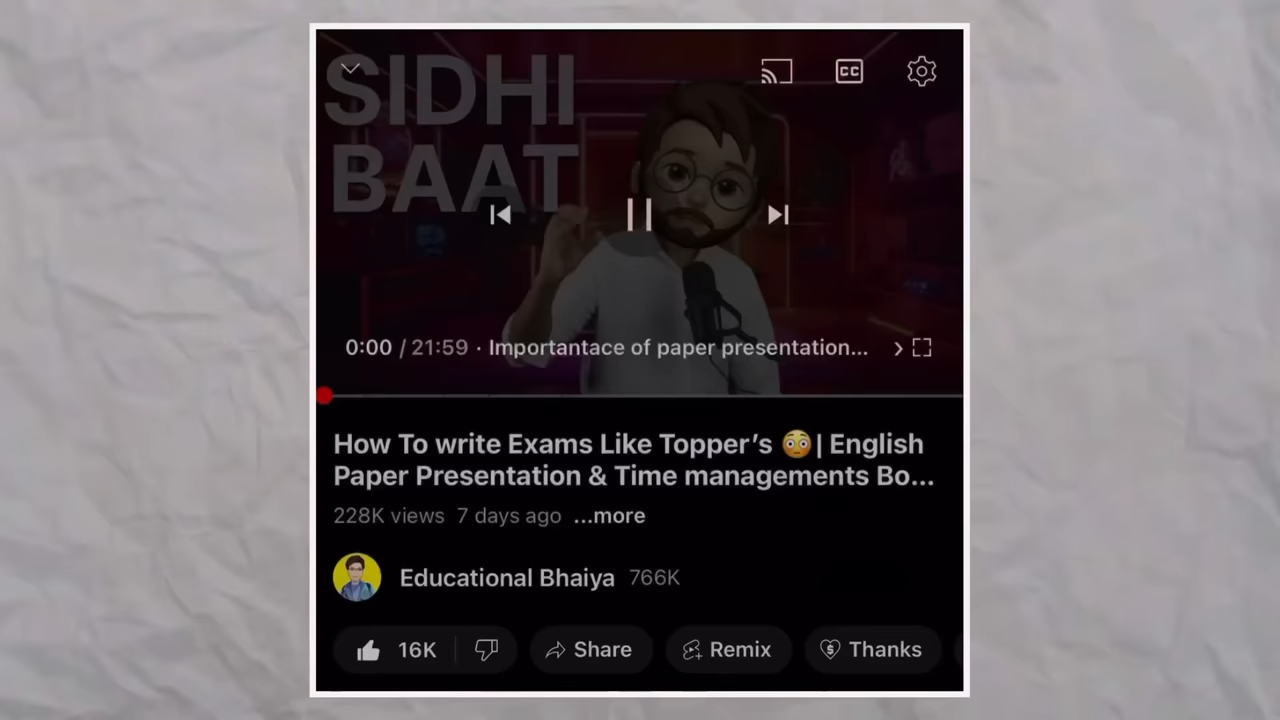 SIDHI
BAAT
CC
0:00 / 21:59 · Importantace of paper presentation...
How To write Exams Like Topper’s 😳| English
Paper Presentation & Time managements Bo...
228K views 7 days ago ...more
Educational Bhaiya 766K
16K Share Remix Thanks